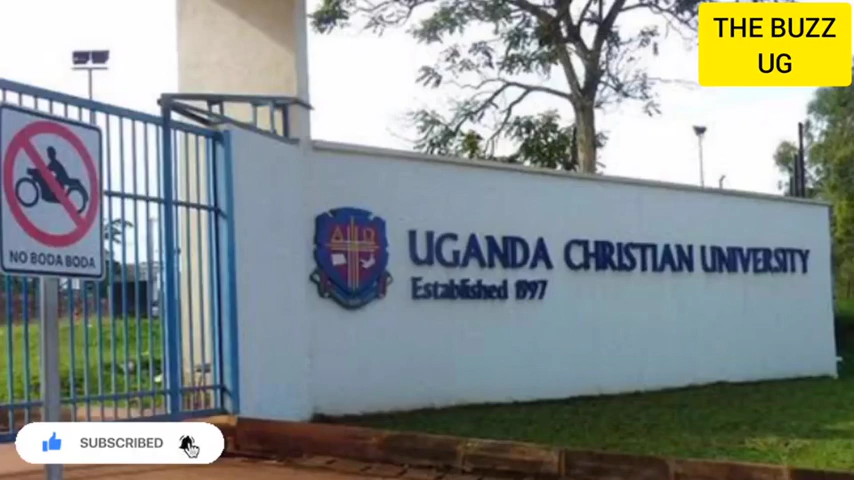 THE BUZZ
UG
NO BODA BODA
UGANDA CHRISTIAN UNIVERSITY
Established 1997
SUBSCRIBED